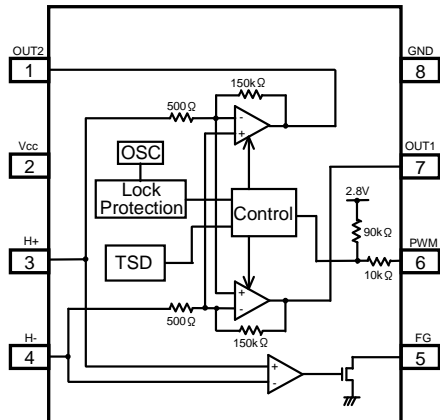 OUT2
1
150kΩ
GND
8
500Ω
-
+
OSC
Vcc
2
Lock
Protection
OUT1
7
2.8V
Control
90kΩ
H+
3
TSD
PWM
6
10kΩ
500Ω
+
-
150kΩ
H-
4
+
-
FG
5